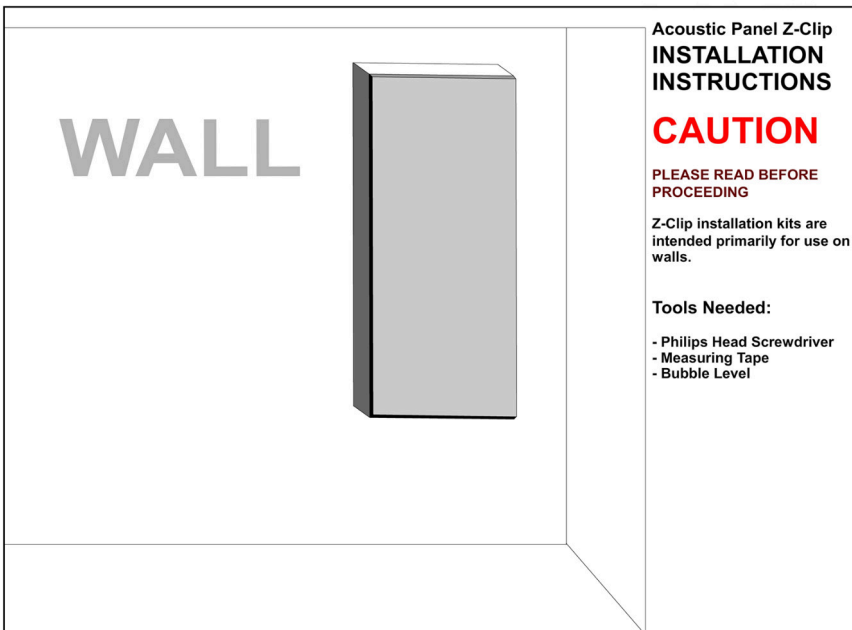 WALL
Acoustic Panel Z-Clip
INSTALLATION
INSTRUCTIONS
CAUTION
PLEASE READ BEFORE
PROCEEDING
Z-Clip installation kits are
intended primarily for use on
walls.
Tools Needed:
- Philips Head Screwdriver
- Measuring Tape
- Bubble Level